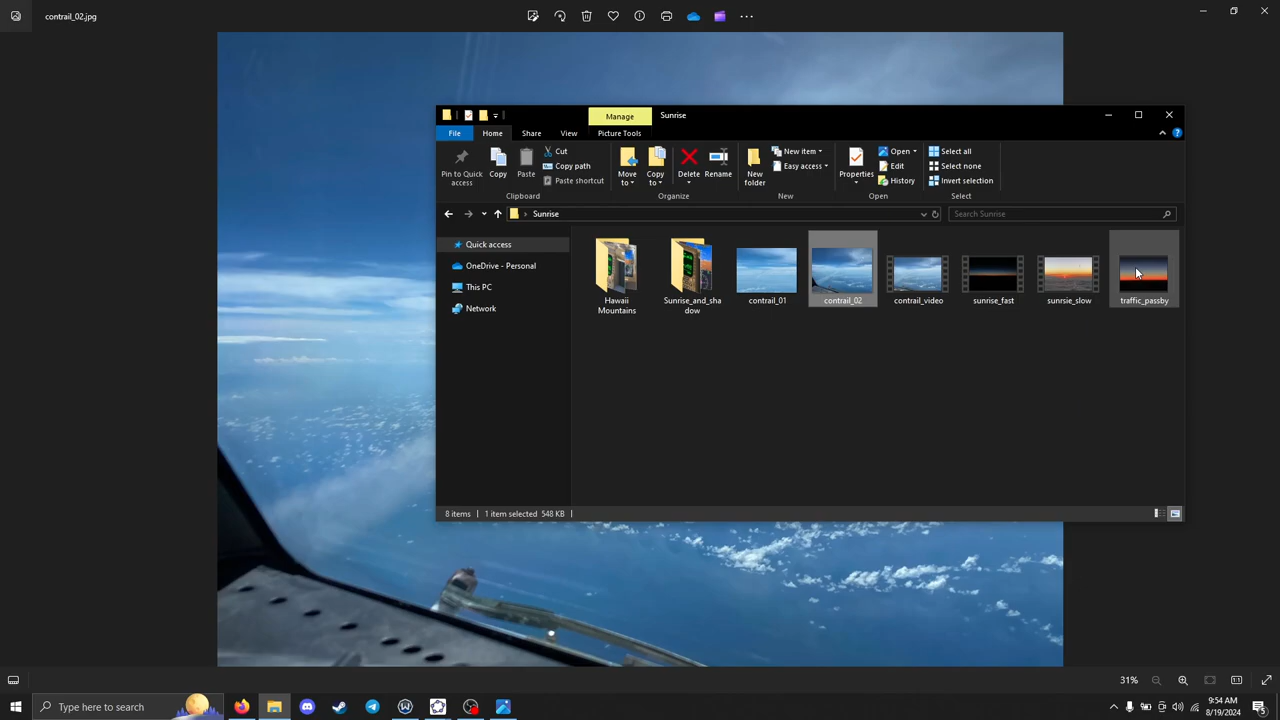 contrail_02.jpg
Manage
Sunrise
File
Home
Share
View
Picture Tools
Pin to Quick
access
Copy
Paste
Cut
Copy path
Paste shortcut
Clipboard
Move
to
Copy
to
Delete
Rename
Organize
New
folder
New item
Easy access
New
Properties
Open
Edit
History
Open
Select all
Select none
Invert selection
Select
Sunrise
Search Sunrise
Quick access
OneDrive - Personal
This PC
Network
Hawaii
Mountains
Sunrise_and_sha
dow
contrail_01
contrail_02
contrail_video
sunrise_fast
sunrsie_slow
traffic_passby
8 items
1 item selected 548 KB
31%
Type here to search
9:54 AM
8/19/2024